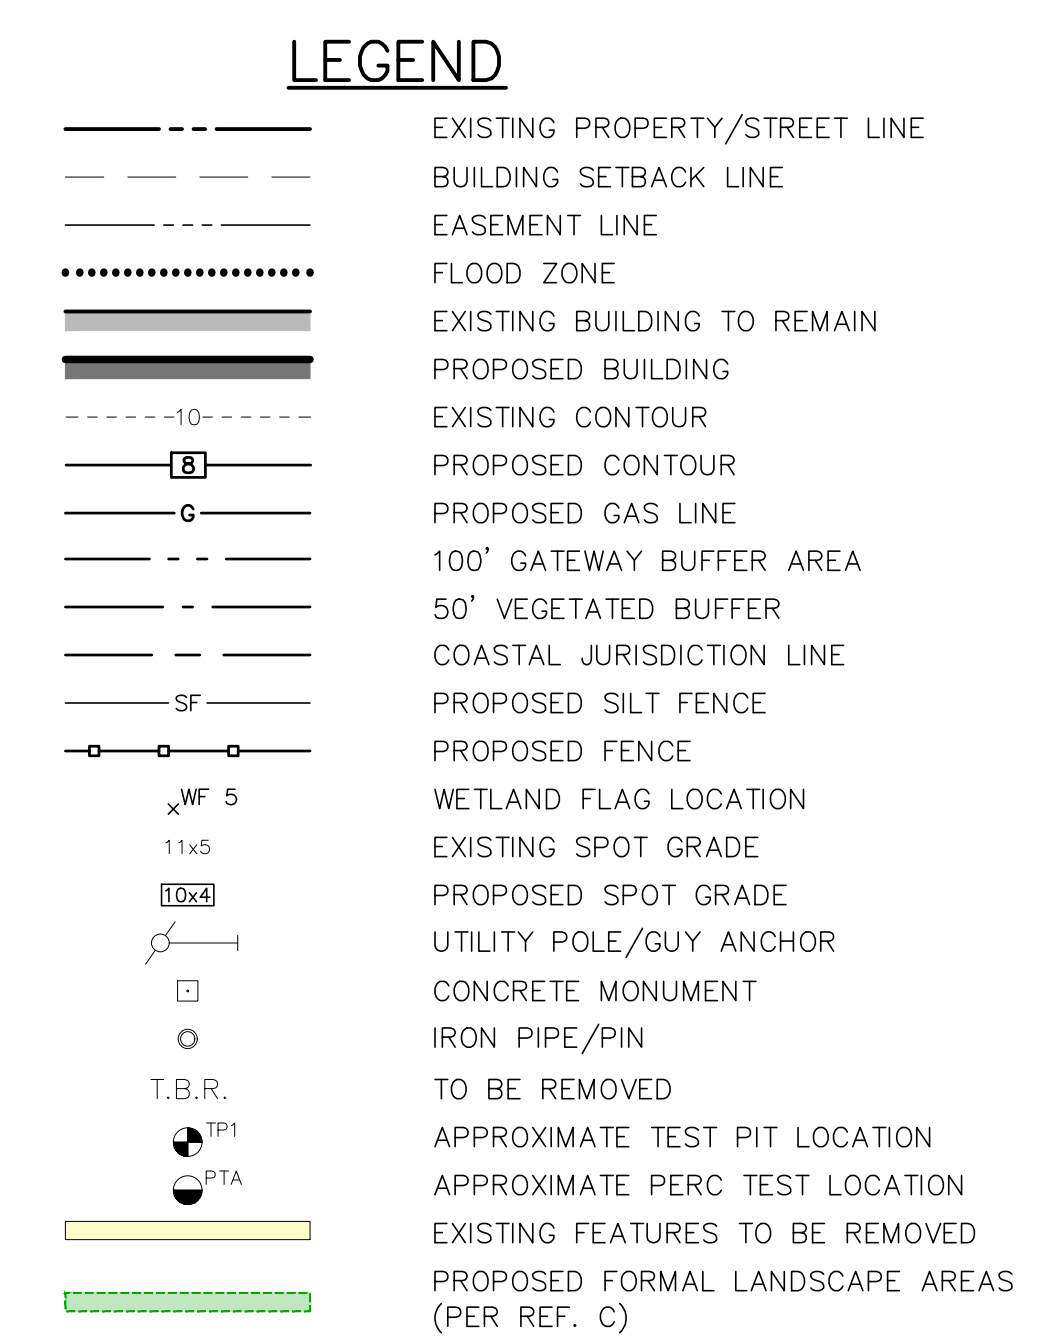 LEGEND
EXISTING PROPERTY/STREET LINE
BUILDING SETBACK LINE
EASEMENT LINE
FLOOD ZONE
EXISTING BUILDING TO REMAIN
PROPOSED BUILDING
10 EXISTING CONTOUR
8 PROPOSED CONTOUR
G PROPOSED GAS LINE
100' GATEWAY BUFFER AREA
50' VEGETATED BUFFER
COASTAL JURISDICTION LINE
SF PROPOSED SILT FENCE
PROPOSED FENCE
x WF 5 WETLAND FLAG LOCATION
11x5 EXISTING SPOT GRADE
10x4 PROPOSED SPOT GRADE
UTILITY POLE/GUY ANCHOR
CONCRETE MONUMENT
IRON PIPE/PIN
T.B.R. TO BE REMOVED
TP1 APPROXIMATE TEST PIT LOCATION
PTA APPROXIMATE PERC TEST LOCATION
EXISTING FEATURES TO BE REMOVED
PROPOSED FORMAL LANDSCAPE AREAS
(PER REF. C)